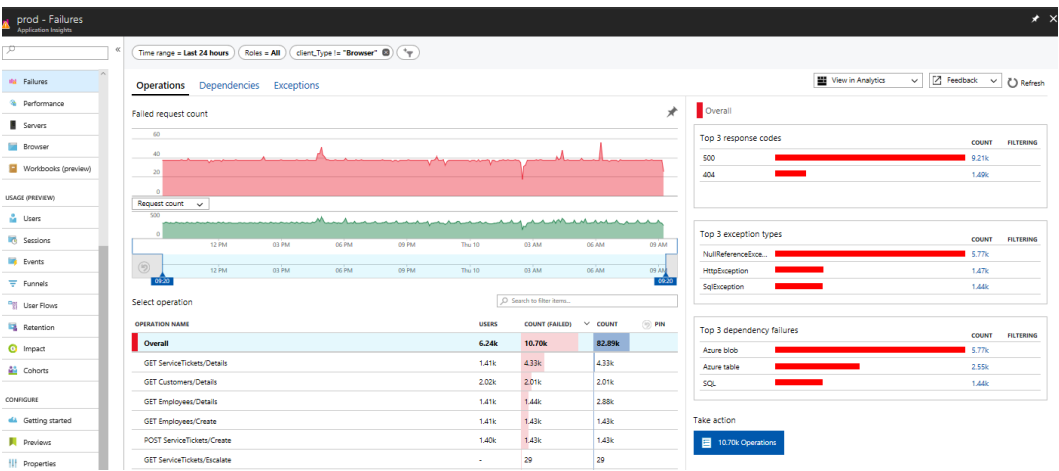 prod - Failures
Application Insights
Time range = Last 24 hours
Roles = All
client_Type != "Browser"
Failures
Performance
Servers
Browser
Workbooks (preview)
USAGE (PREVIEW)
Users
Sessions
Events
Funnels
User Flows
Retention
Impact
Cohorts
CONFIGURE
Getting started
Previews
Properties
Operations Dependencies Exceptions
View in Analytics
Feedback
Refresh
Failed request count
60
40
20
0
Request count
500
0
12 PM 03 PM 06 PM 09 PM Thu 10 03 AM 06 AM 09 AM
12 PM 03 PM 06 PM 09 PM Thu 10 03 AM 06 AM 09 AM
09:20 09:20
Select operation
Search to filter items...
OPERATION NAME USERS COUNT (FAILED) COUNT PIN
Overall 6.24k 10.70k 82.89k
GET ServiceTickets/Details 1.41k 4.33k 4.33k
GET Customers/Details 2.02k 2.01k 2.01k
GET Employees/Details 1.41k 1.44k 2.88k
GET Employees/Create 1.41k 1.43k 1.43k
POST ServiceTickets/Create 1.40k 1.43k 1.43k
GET ServiceTickets/Escalate - 29 29
Overall
Top 3 response codes
COUNT FILTERING
500 9.21k
404 1.49k
Top 3 exception types
COUNT FILTERING
NullReferenceExce... 5.77k
HttpException 1.47k
SqlException 1.44k
Top 3 dependency failures
COUNT FILTERING
Azure blob 5.77k
Azure table 2.55k
SQL 1.44k
Take action
10.70k Operations